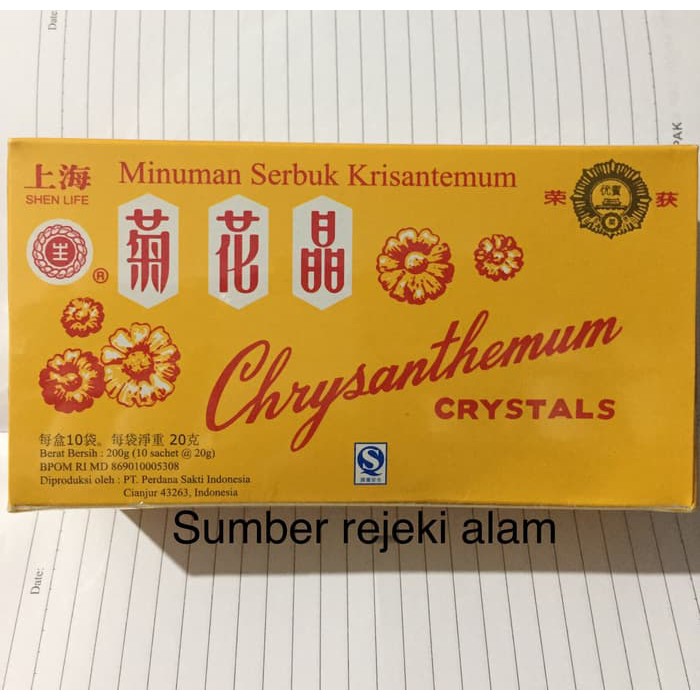 上海
SHEN LIFE
Minuman Serbuk Krisantemum
荣
优質
获
生
®
菊花晶
Chrysanthemum
CRYSTALS
每盒10袋。每袋淨重 20克
Berat Bersih : 200g (10 sachet @ 20g)
BPOM RI MD 869010005308
Diproduksi oleh : PT. Perdana Sakti Indonesia
Cianjur 43263, Indonesia
S
Sumber rejeki alam
Date:
PAK